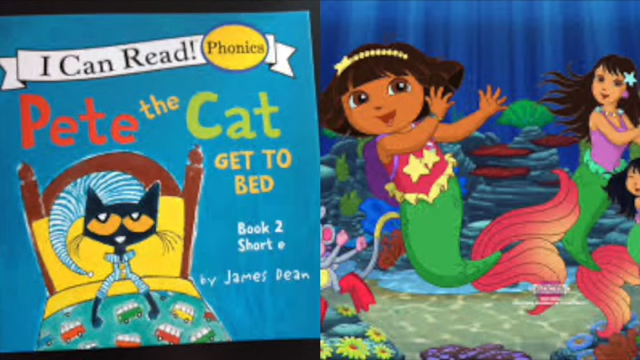 I Can Read!
Phonics
Pete the Cat
GET TO
BED
Book 2
Short e
by James Dean